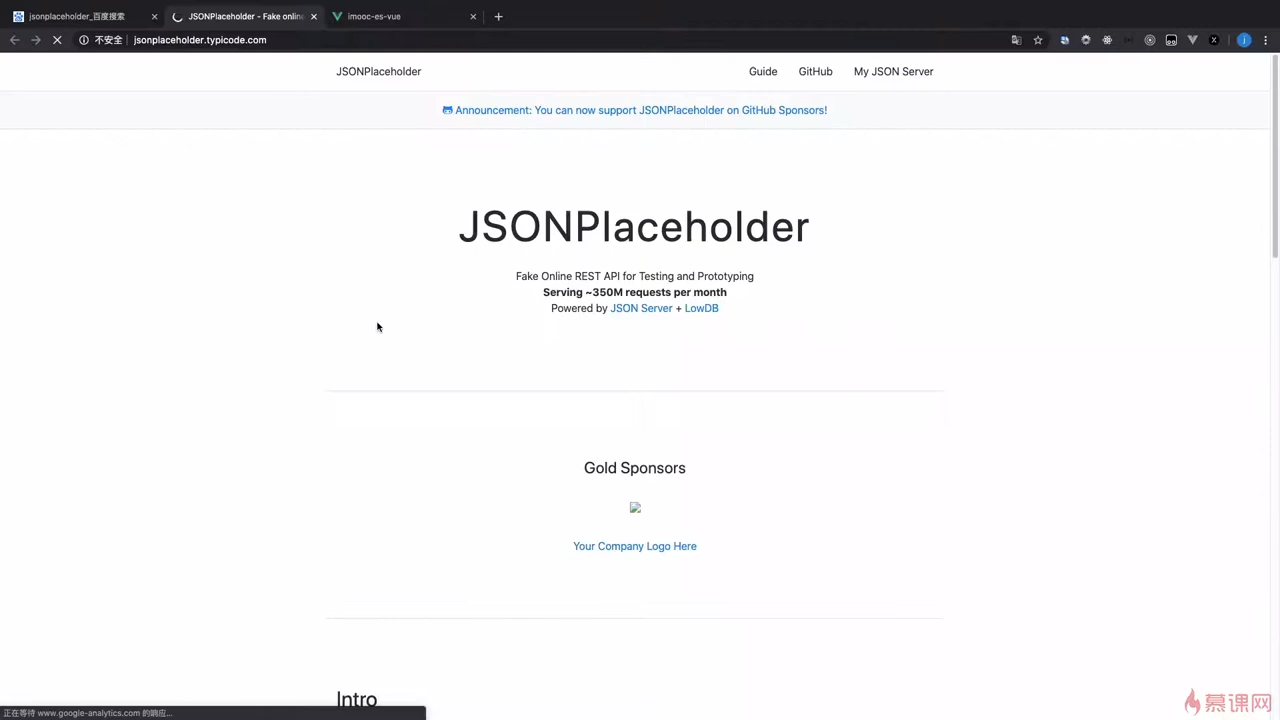 jsonplaceholder_百度搜索
JSONPlaceholder - Fake online
imooc-es-vue
不安全
jsonplaceholder.typicode.com
JSONPlaceholder
Guide
GitHub
My JSON Server
Announcement: You can now support JSONPlaceholder on GitHub Sponsors!
JSONPlaceholder
Fake Online REST API for Testing and Prototyping
Serving ~350M requests per month
Powered by JSON Server + LowDB
Gold Sponsors
Your Company Logo Here
Intro
正在等待 www.google-analytics.com 的响应...
慕课网